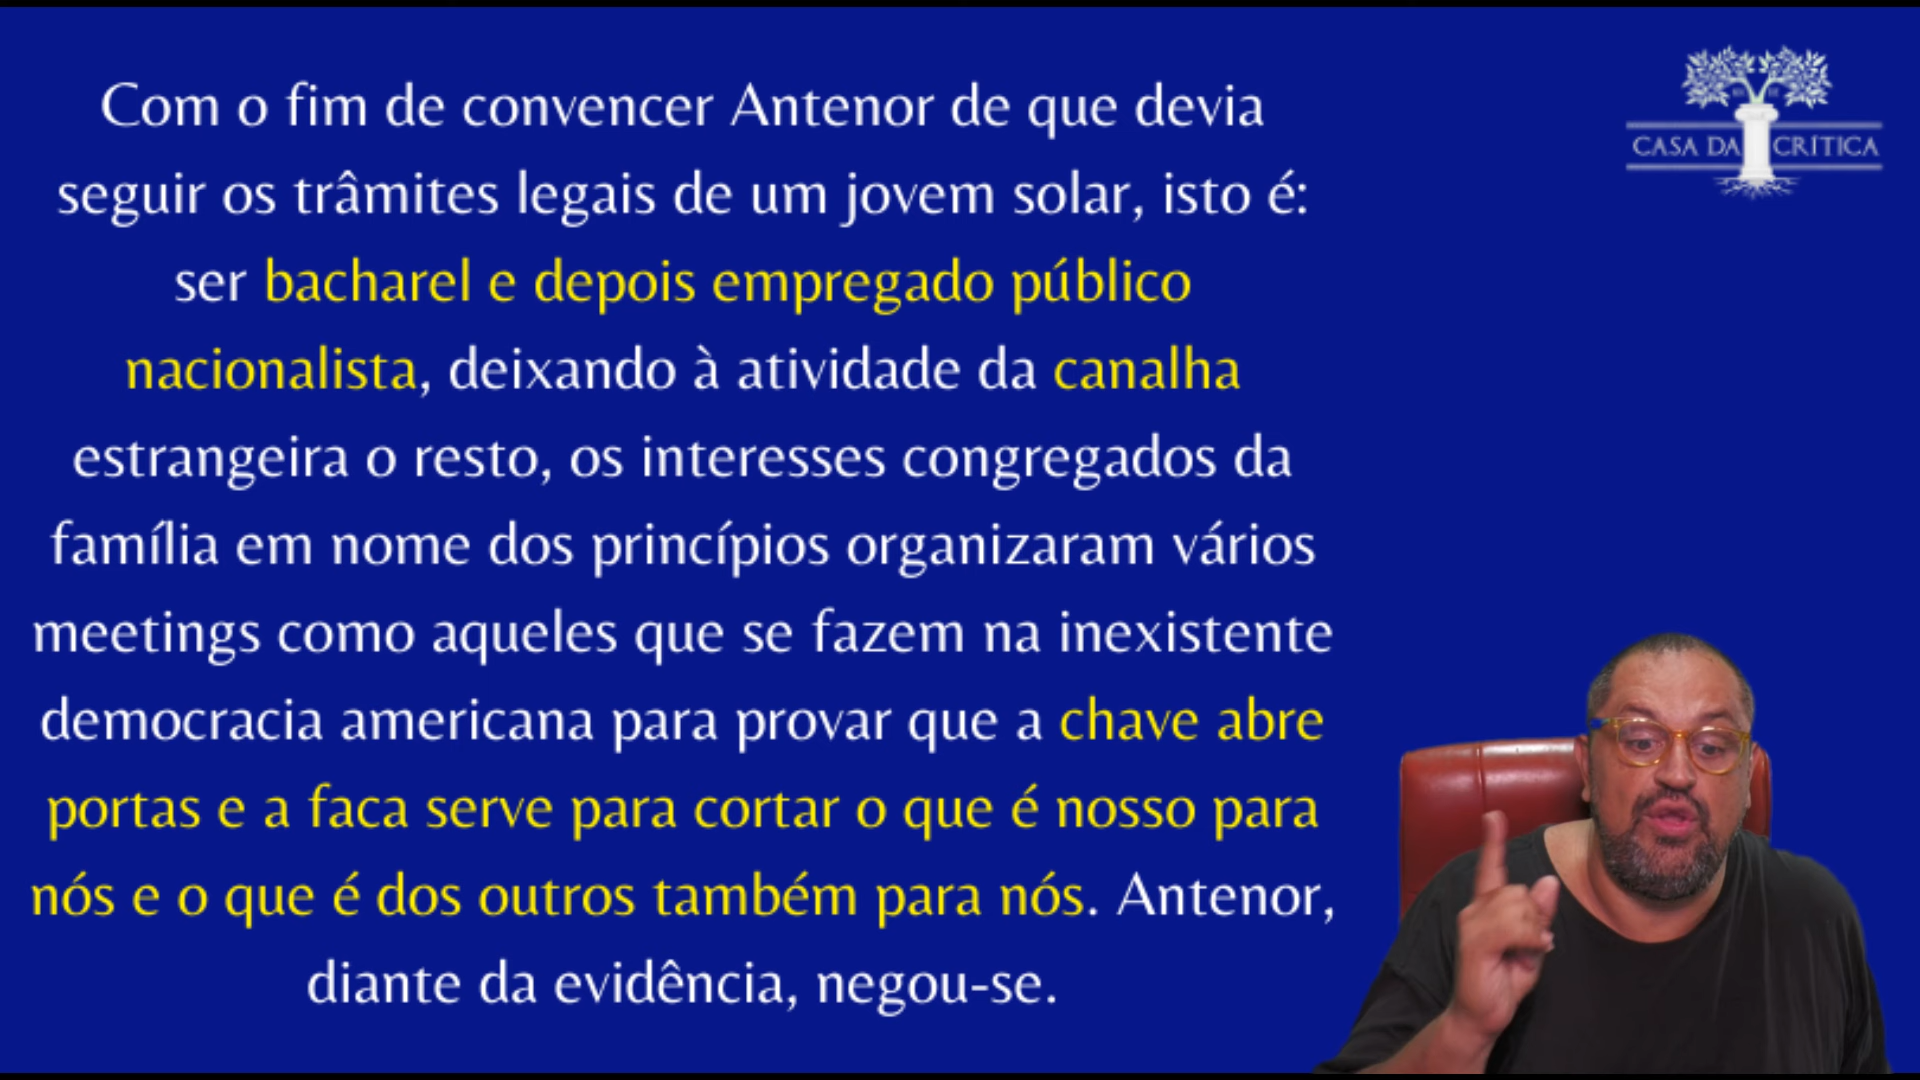 Com o fim de convencer Antenor de que devia
seguir os trâmites legais de um jovem solar, isto é:
ser bacharel e depois empregado público
nacionalista, deixando à atividade da canalha
estrangeira o resto, os interesses congregados da
família em nome dos princípios organizaram vários
meetings como aqueles que se fazem na inexistente
democracia americana para provar que a chave abre
portas e a faca serve para cortar o que é nosso para
nós e o que é dos outros também para nós. Antenor,
diante da evidência, negou-se.
CASA DA CRÍTICA